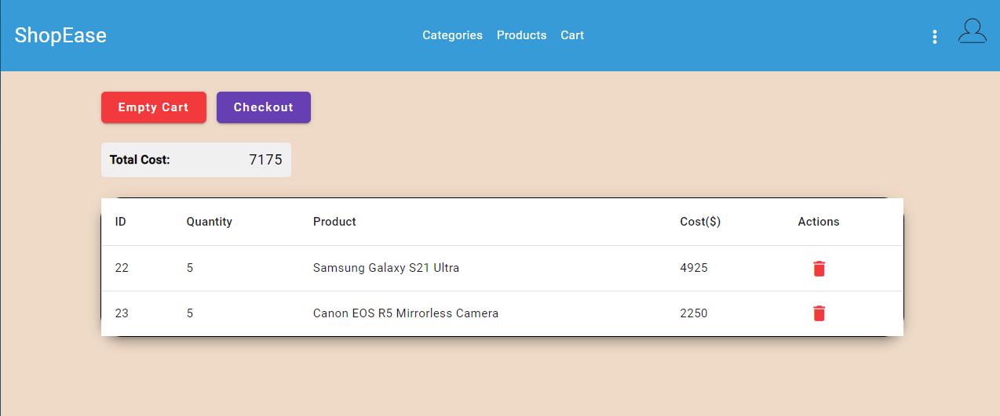 ShopEase Categories Products Cart
Empty Cart Checkout
Total Cost: 7175
ID Quantity Product Cost($) Actions
22 5 Samsung Galaxy S21 Ultra 4925
23 5 Canon EOS R5 Mirrorless Camera 2250